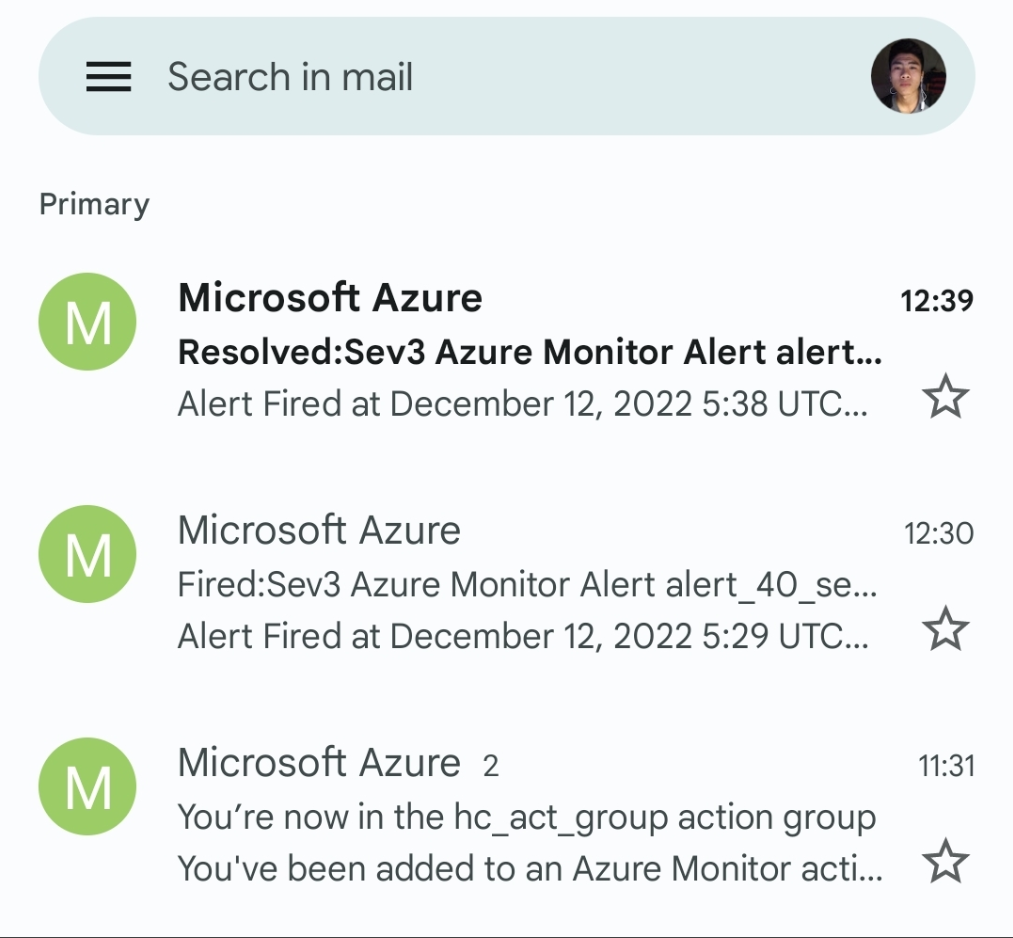 Search in mail
Primary
M
Microsoft Azure
12:39
Resolved:Sev3 Azure Monitor Alert alert...
Alert Fired at December 12, 2022 5:38 UTC...
M
Microsoft Azure
12:30
Fired:Sev3 Azure Monitor Alert alert_40_se...
Alert Fired at December 12, 2022 5:29 UTC...
M
Microsoft Azure 2
11:31
You’re now in the hc_act_group action group
You've been added to an Azure Monitor acti...